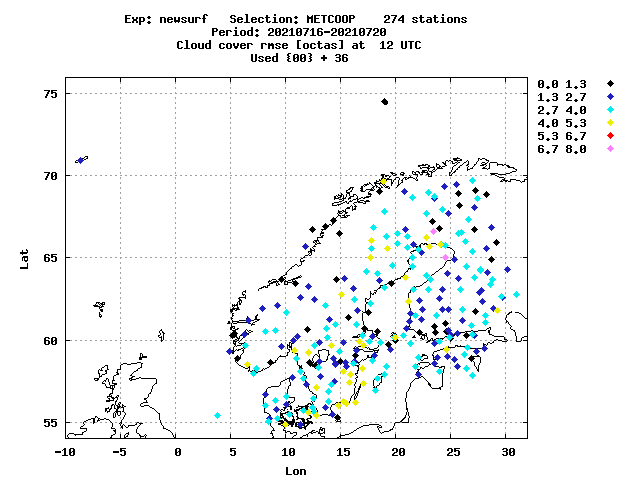 Exp: newsurf   Selection: METCOOP    274 stations
Period: 20210716-20210720
Cloud cover rmse [octas] at  12 UTC
Used {00} + 36
0.0 1.3
1.3 2.7
2.7 4.0
4.0 5.3
5.3 6.7
6.7 8.0
75
70
65
60
55
Lat
-10 -5 0 5 10 15 20 25 30
Lon